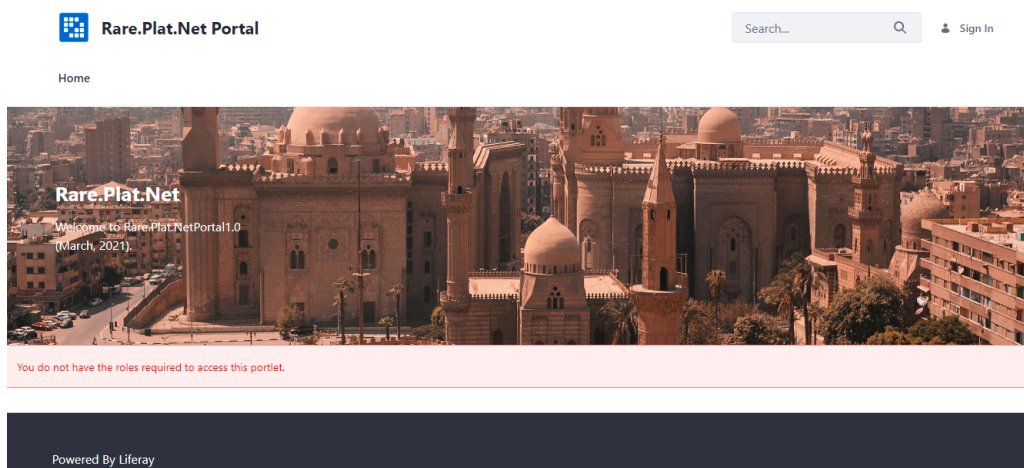 Rare.Plat.Net Portal
Search...
Sign In
Home
Rare.Plat.Net
Welcome to Rare.Plat.NetPortal1.0
(March, 2021).
You do not have the roles required to access this portlet.
Powered By Liferay